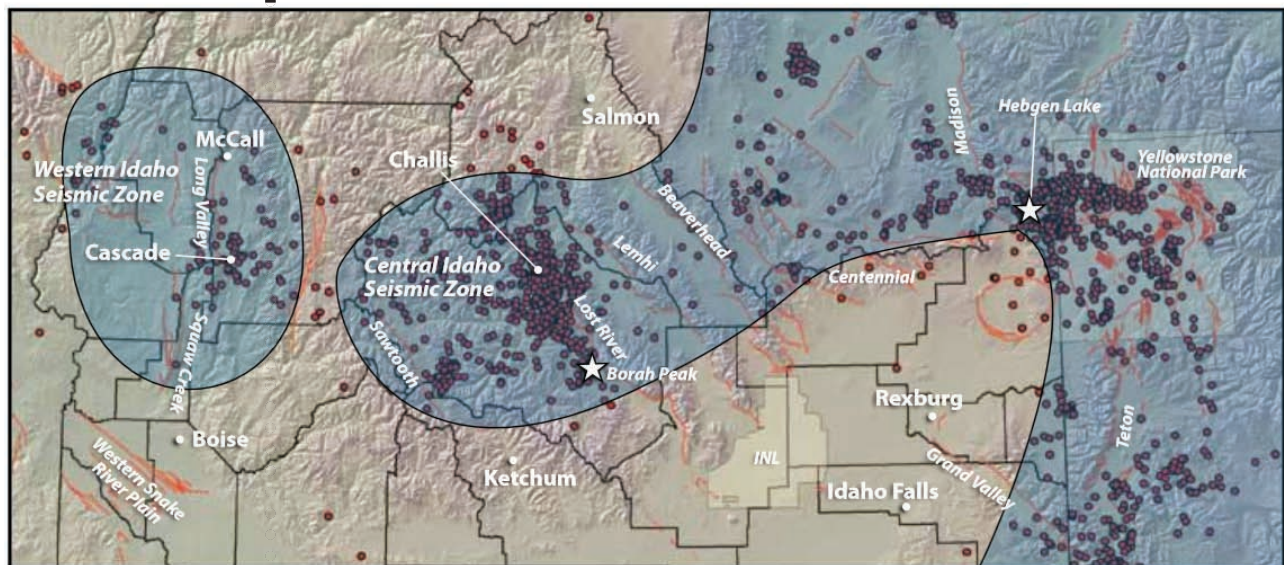 Salmon
Hebgen Lake
Madison
McCall
Challis
Yellowstone
National Park
Western Idaho
Seismic Zone
Long Valley
Beaverhead
Cascade
Lemhi
Central Idaho
Seismic Zone
Centennial
Lost River
Squaw Creek
Sawtooth
Borah Peak
Rexburg
Teton
Boise
Western Snake
River Plain
Ketchum
INL
Grand Valley
Idaho Falls